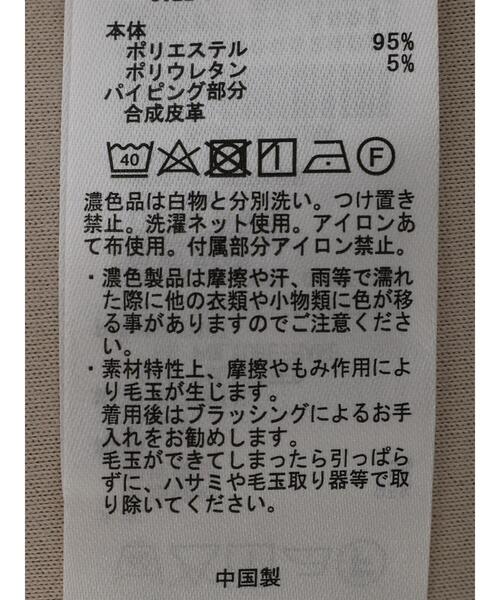 本体
ポリエステル 95%
ポリウレタン 5%
パイピング部分
合成皮革
40 F
濃色品は白物と分別洗い。つけ置き
禁止。洗濯ネット使用。アイロンあ
て布使用。付属部分アイロン禁止。
・濃色製品は摩擦や汗、雨等で濡れ
た際に他の衣類や小物類に色が移
る事がありますのでご注意くださ
い。
・素材特性上、摩擦やもみ作用によ
り毛玉が生じます。
着用後はブラッシングによるお手
入れをお勧めします。
毛玉ができてしまったら引っぱら
ずに、ハサミや毛玉取り器等で取
り除いてください。
中国製